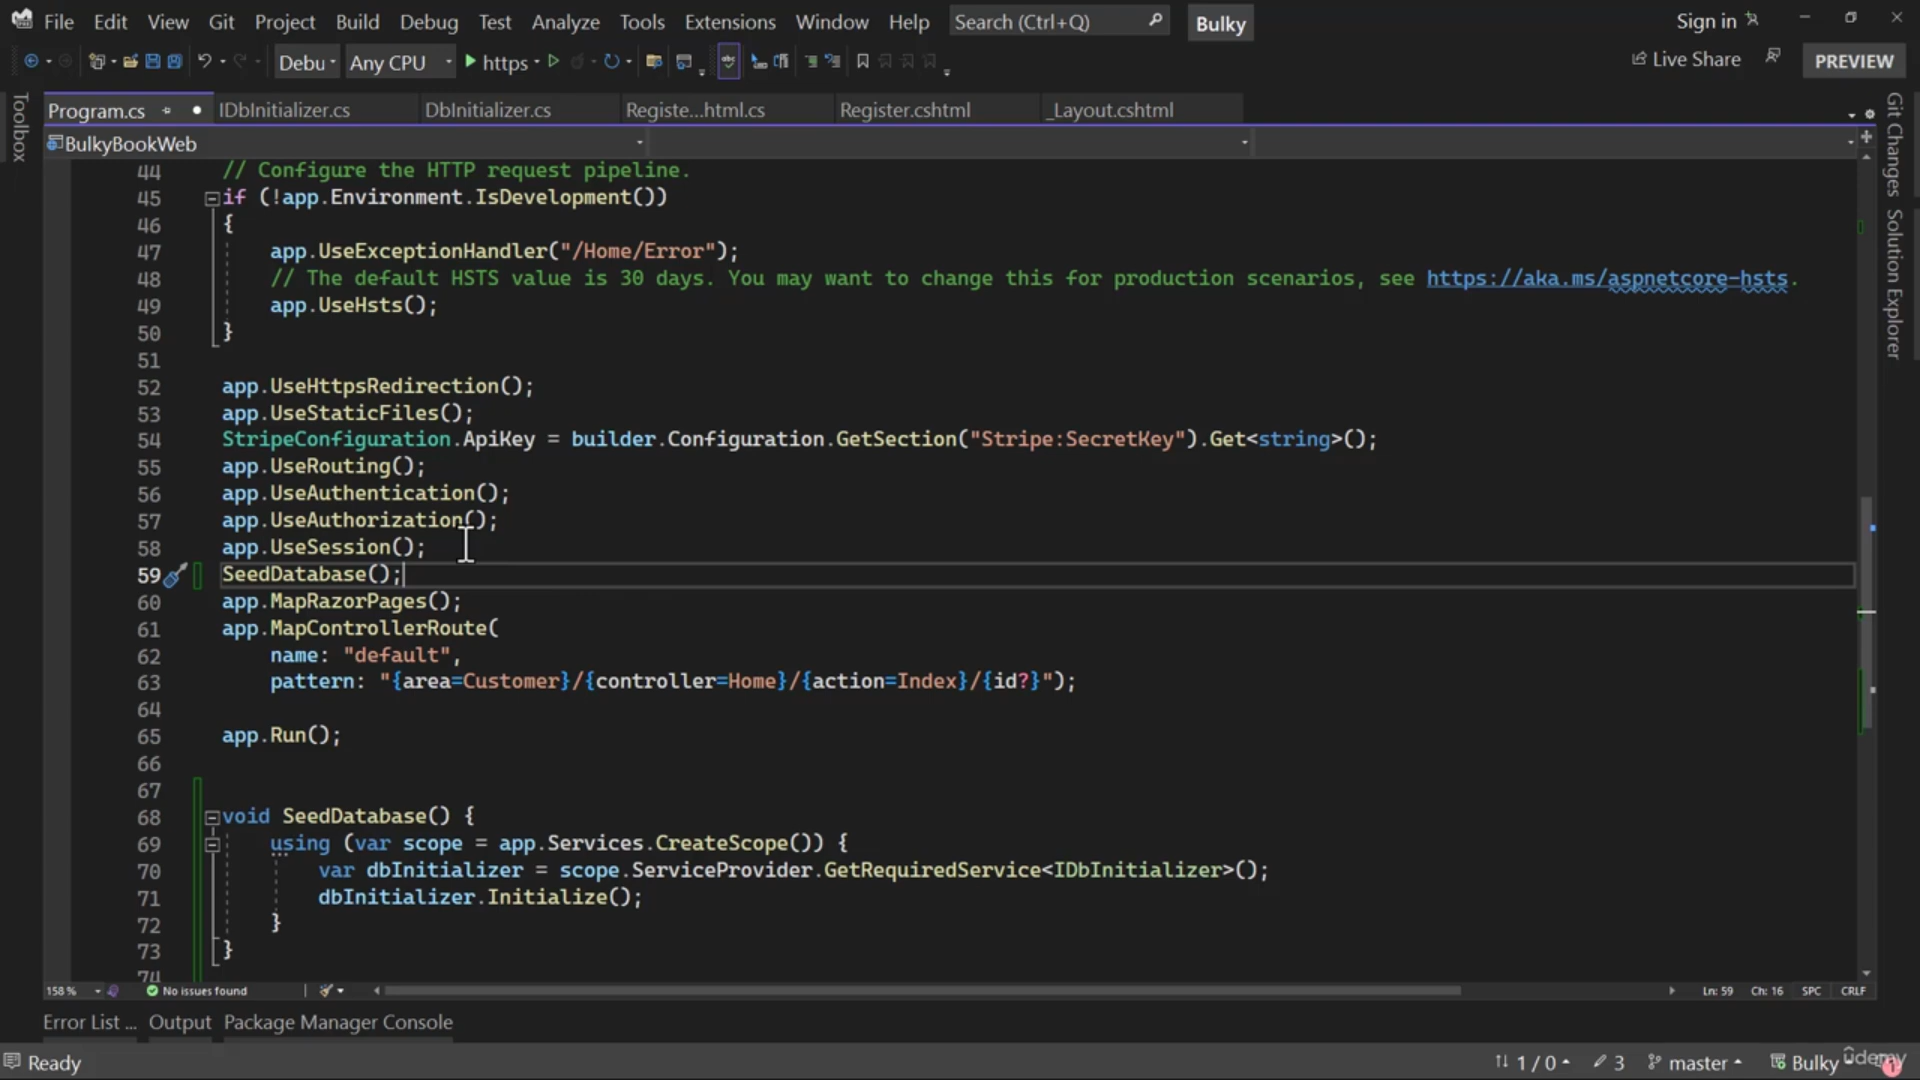 File Edit View Git Project Build Debug Test Analyze Tools Extensions Window Help Search (Ctrl+Q) Bulky Sign in
Debu Any CPU https Live Share PREVIEW
Program.cs IDbInitializer.cs DbInitializer.cs Registe...html.cs Register.cshtml _Layout.cshtml
BulkyBookWeb
Toolbox
Git Changes
Solution Explorer
44 // Configure the HTTP request pipeline.
45 if (!app.Environment.IsDevelopment())
46 {
47 app.UseExceptionHandler("/Home/Error");
48 // The default HSTS value is 30 days. You may want to change this for production scenarios, see https://aka.ms/aspnetcore-hsts.
49 app.UseHsts();
50 }
51
52 app.UseHttpsRedirection();
53 app.UseStaticFiles();
54 StripeConfiguration.ApiKey = builder.Configuration.GetSection("Stripe:SecretKey").Get<string>();
55 app.UseRouting();
56 app.UseAuthentication();
57 app.UseAuthorization();
58 app.UseSession();
59 SeedDatabase();
60 app.MapRazorPages();
61 app.MapControllerRoute(
62 name: "default",
63 pattern: "{area=Customer}/{controller=Home}/{action=Index}/{id?}");
64
65 app.Run();
66
67
68 void SeedDatabase() {
69 using (var scope = app.Services.CreateScope()) {
70 var dbInitializer = scope.ServiceProvider.GetRequiredService<IDbInitializer>();
71 dbInitializer.Initialize();
72 }
73 }
74
158 % No issues found Ln: 59 Ch: 16 SPC CRLF
Error List ... Output Package Manager Console
Ready 1 / 0 3 master Bulky 1
udemy